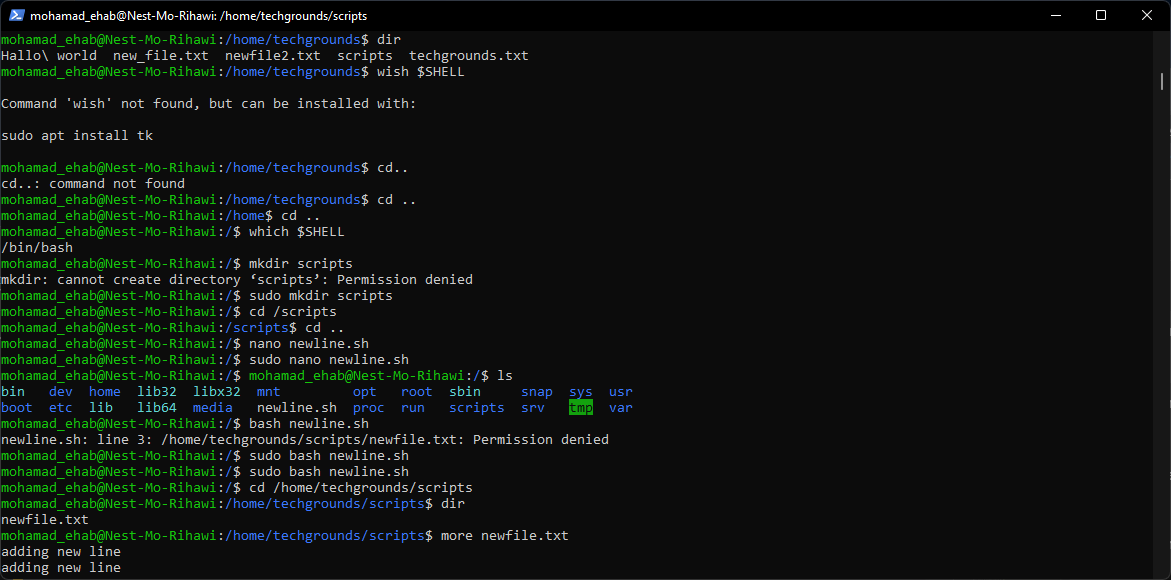 mohamad_ehab@Nest-Mo-Rihawi: /home/techgrounds/scripts
mohamad_ehab@Nest-Mo-Rihawi:/home/techgrounds$ dir
Hallo\ world  new_file.txt  newfile2.txt  scripts  techgrounds.txt
mohamad_ehab@Nest-Mo-Rihawi:/home/techgrounds$ wish $SHELL
Command 'wish' not found, but can be installed with:
sudo apt install tk
mohamad_ehab@Nest-Mo-Rihawi:/home/techgrounds$ cd..
cd..: command not found
mohamad_ehab@Nest-Mo-Rihawi:/home/techgrounds$ cd ..
mohamad_ehab@Nest-Mo-Rihawi:/home$ cd ..
mohamad_ehab@Nest-Mo-Rihawi:/$ which $SHELL
/bin/bash
mohamad_ehab@Nest-Mo-Rihawi:/$ mkdir scripts
mkdir: cannot create directory ‘scripts’: Permission denied
mohamad_ehab@Nest-Mo-Rihawi:/$ sudo mkdir scripts
mohamad_ehab@Nest-Mo-Rihawi:/$ cd /scripts
mohamad_ehab@Nest-Mo-Rihawi:/scripts$ cd ..
mohamad_ehab@Nest-Mo-Rihawi:/$ nano newline.sh
mohamad_ehab@Nest-Mo-Rihawi:/$ sudo nano newline.sh
mohamad_ehab@Nest-Mo-Rihawi:/$ mohamad_ehab@Nest-Mo-Rihawi:/$ ls
bin   dev  home  lib32  libx32  mnt         opt   root  sbin     snap  sys  usr
boot  etc  lib   lib64  media   newline.sh  proc  run   scripts  srv   tmp  var
mohamad_ehab@Nest-Mo-Rihawi:/$ bash newline.sh
newline.sh: line 3: /home/techgrounds/scripts/newfile.txt: Permission denied
mohamad_ehab@Nest-Mo-Rihawi:/$ sudo bash newline.sh
mohamad_ehab@Nest-Mo-Rihawi:/$ sudo bash newline.sh
mohamad_ehab@Nest-Mo-Rihawi:/$ cd /home/techgrounds/scripts
mohamad_ehab@Nest-Mo-Rihawi:/home/techgrounds/scripts$ dir
newfile.txt
mohamad_ehab@Nest-Mo-Rihawi:/home/techgrounds/scripts$ more newfile.txt
adding new line
adding new line